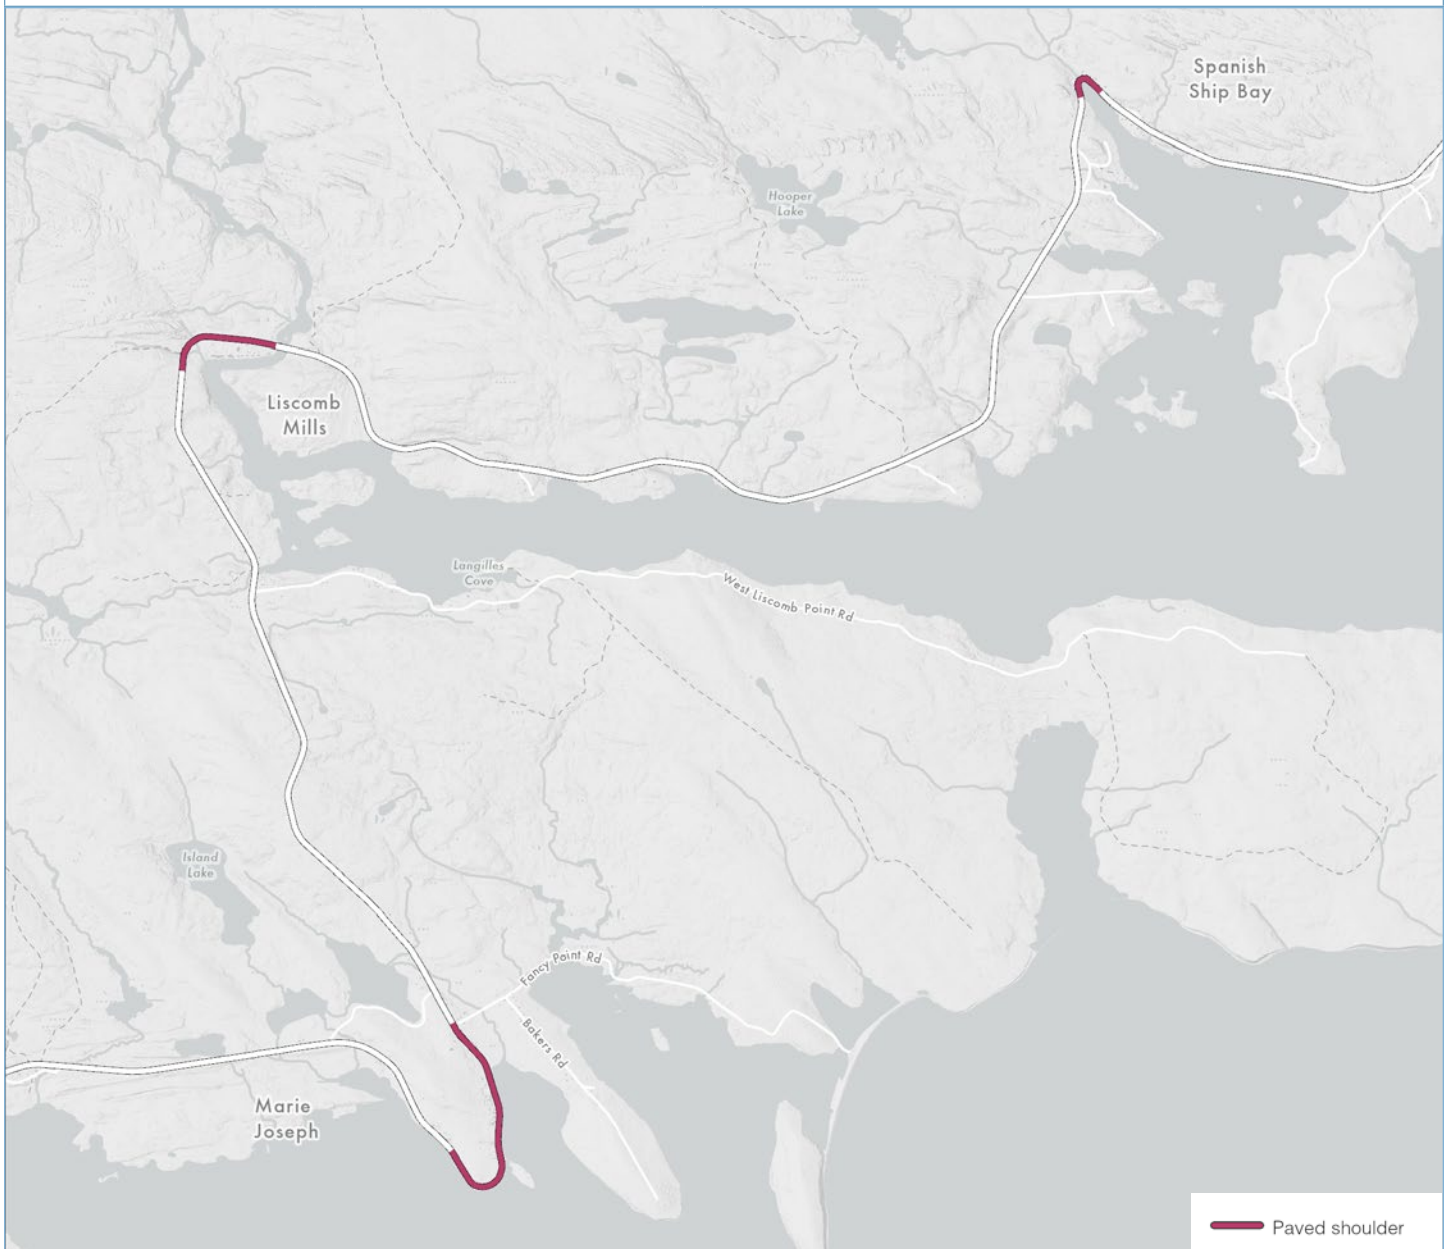 Spanish
Ship Bay
Hooper
Lake
Liscomb
Mills
Langilles
Cove
West Liscomb Point Rd
Island
Lake
Fancy Point Rd
Bakers Rd
Marie
Joseph
Paved shoulder